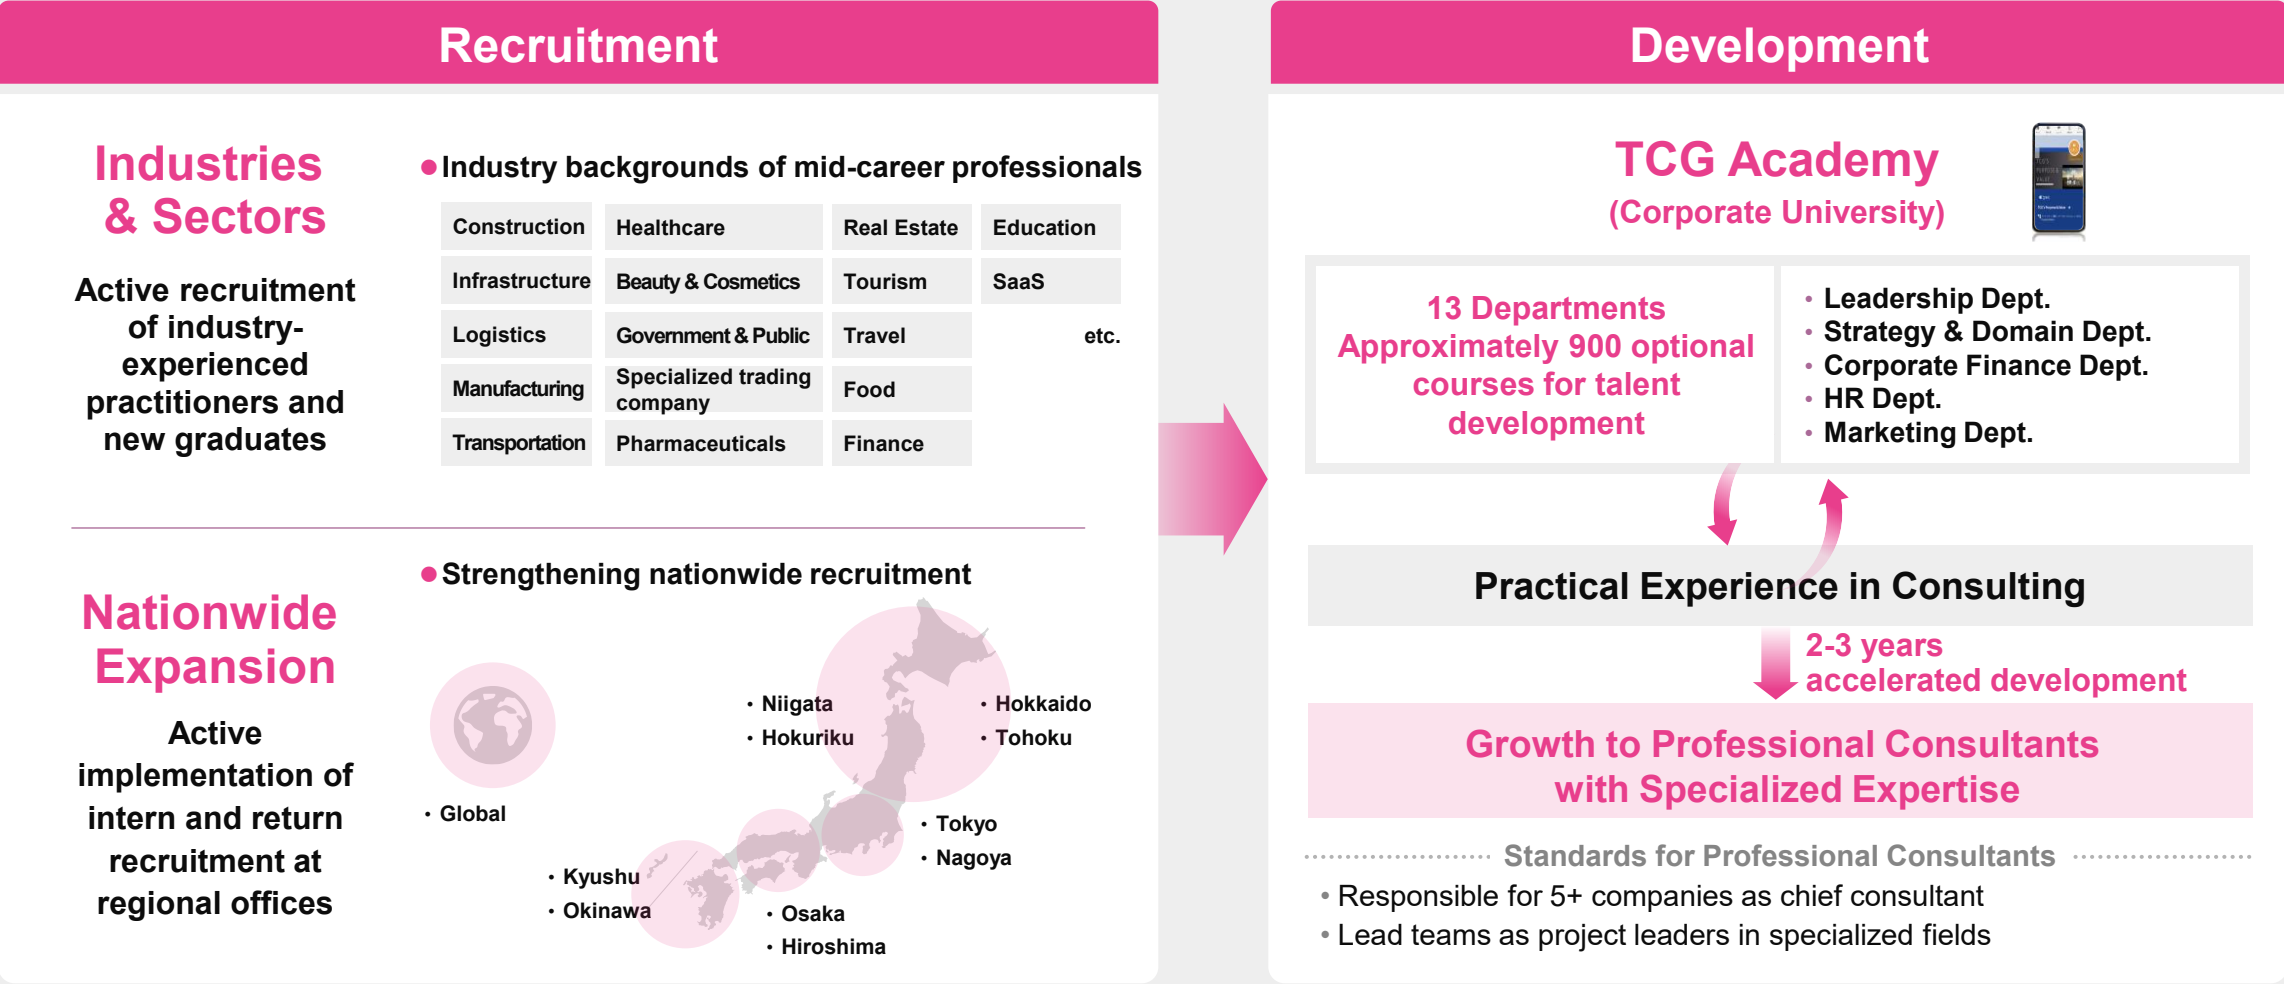 Recruitment
Industries
& Sectors
Active recruitment
of industry-
experienced
practitioners and
new graduates
●Industry backgrounds of mid-career professionals
Construction Healthcare Real Estate Education
Infrastructure Beauty & Cosmetics Tourism SaaS
Logistics Government & Public Travel etc.
Manufacturing Specialized trading company Food
Transportation Pharmaceuticals Finance
Nationwide
Expansion
Active
implementation of
intern and return
recruitment at
regional offices
●Strengthening nationwide recruitment
・Global
・Niigata
・Hokuriku
・Hokkaido
・Tohoku
・Tokyo
・Nagoya
・Kyushu
・Okinawa
・Osaka
・Hiroshima
Development
TCG Academy
(Corporate University)
13 Departments
Approximately 900 optional
courses for talent
development
• Leadership Dept.
• Strategy & Domain Dept.
• Corporate Finance Dept.
• HR Dept.
• Marketing Dept.
Practical Experience in Consulting
2-3 years
accelerated development
Growth to Professional Consultants
with Specialized Expertise
Standards for Professional Consultants
• Responsible for 5+ companies as chief consultant
• Lead teams as project leaders in specialized fields